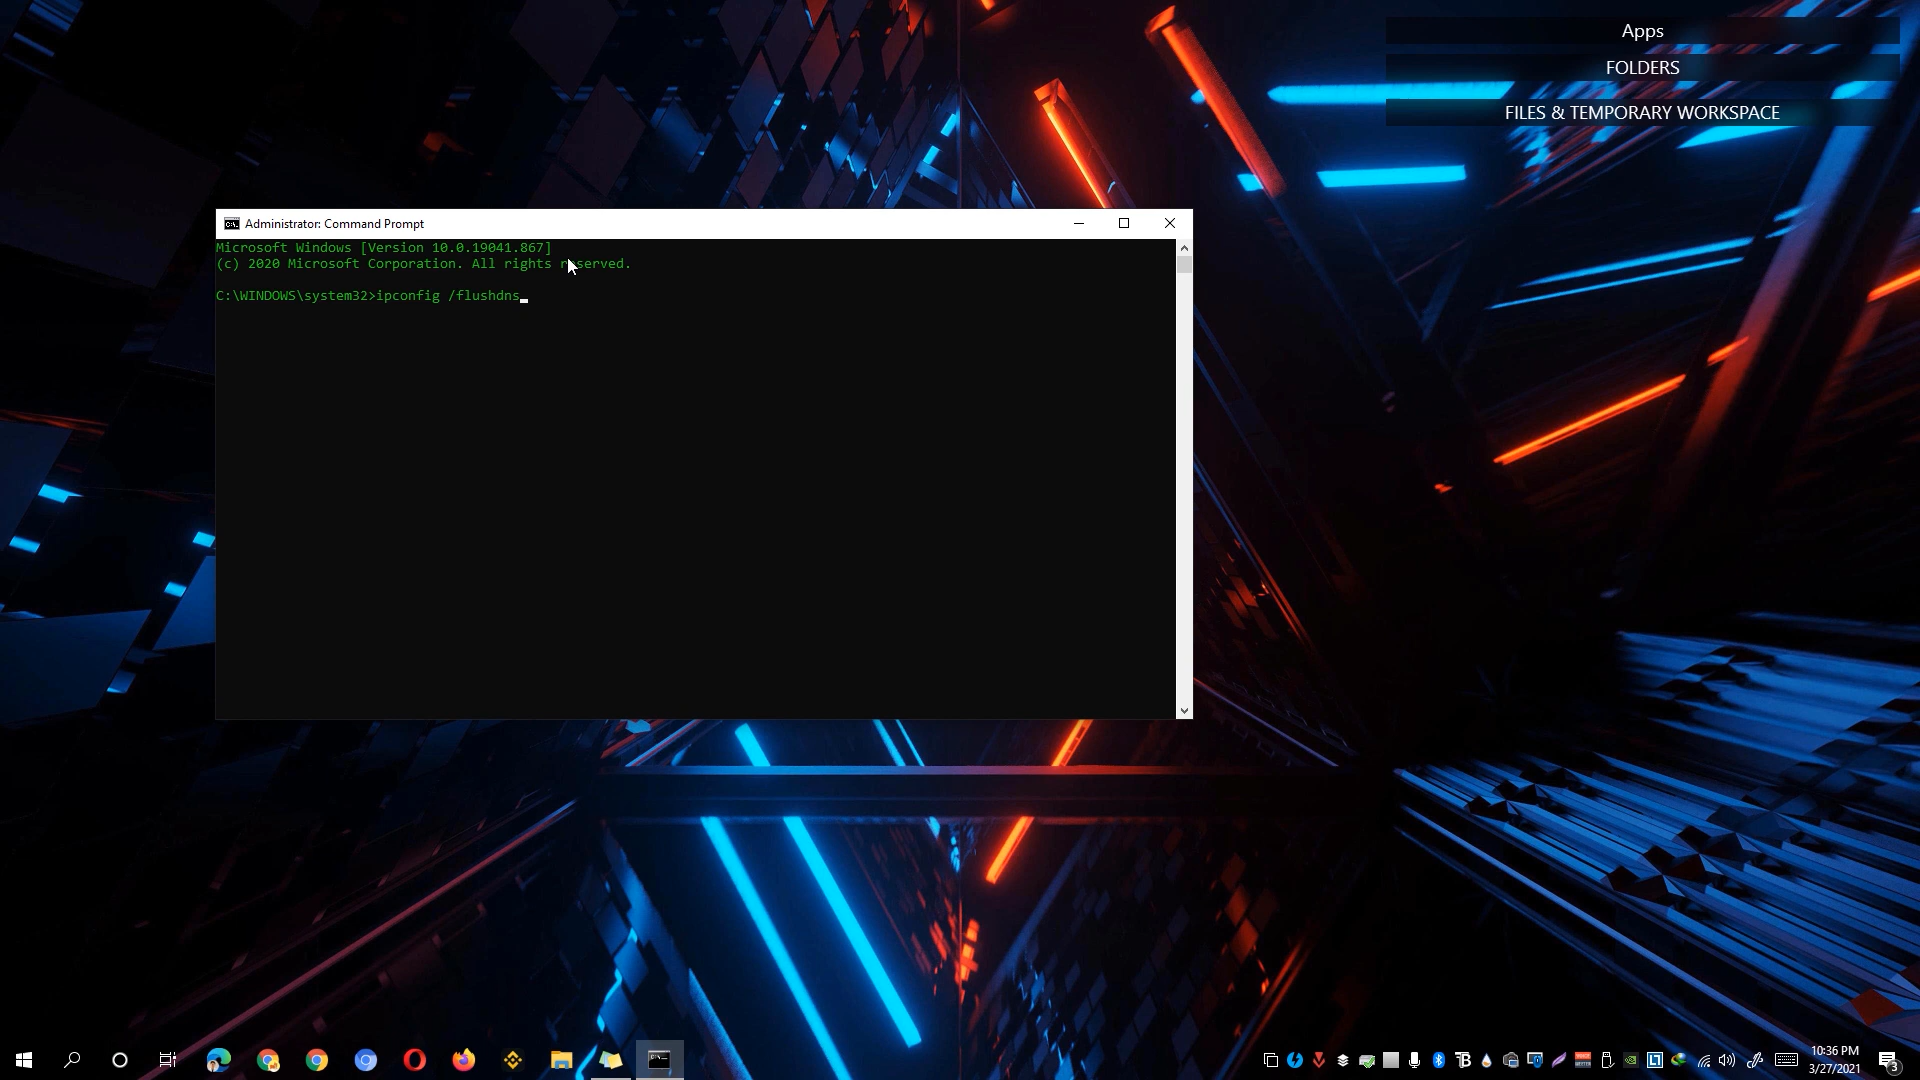 Apps
FOLDERS
FILES & TEMPORARY WORKSPACE
Administrator: Command Prompt
Microsoft Windows [Version 10.0.19041.867]
(c) 2020 Microsoft Corporation. All rights reserved.
C:\WINDOWS\system32>ipconfig /flushdns
10:36 PM
3/27/2021
3